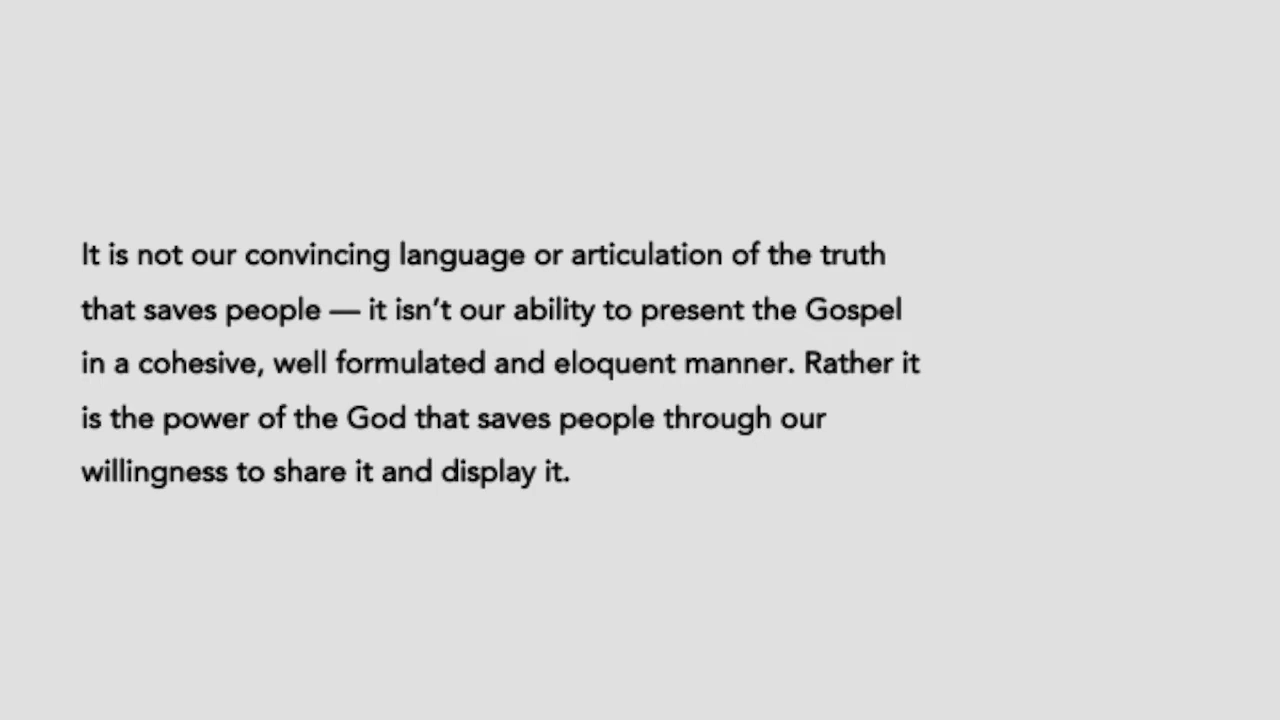 It is not our convincing language or articulation of the truth
that saves people — it isn’t our ability to present the Gospel
in a cohesive, well formulated and eloquent manner. Rather it
is the power of the God that saves people through our
willingness to share it and display it.